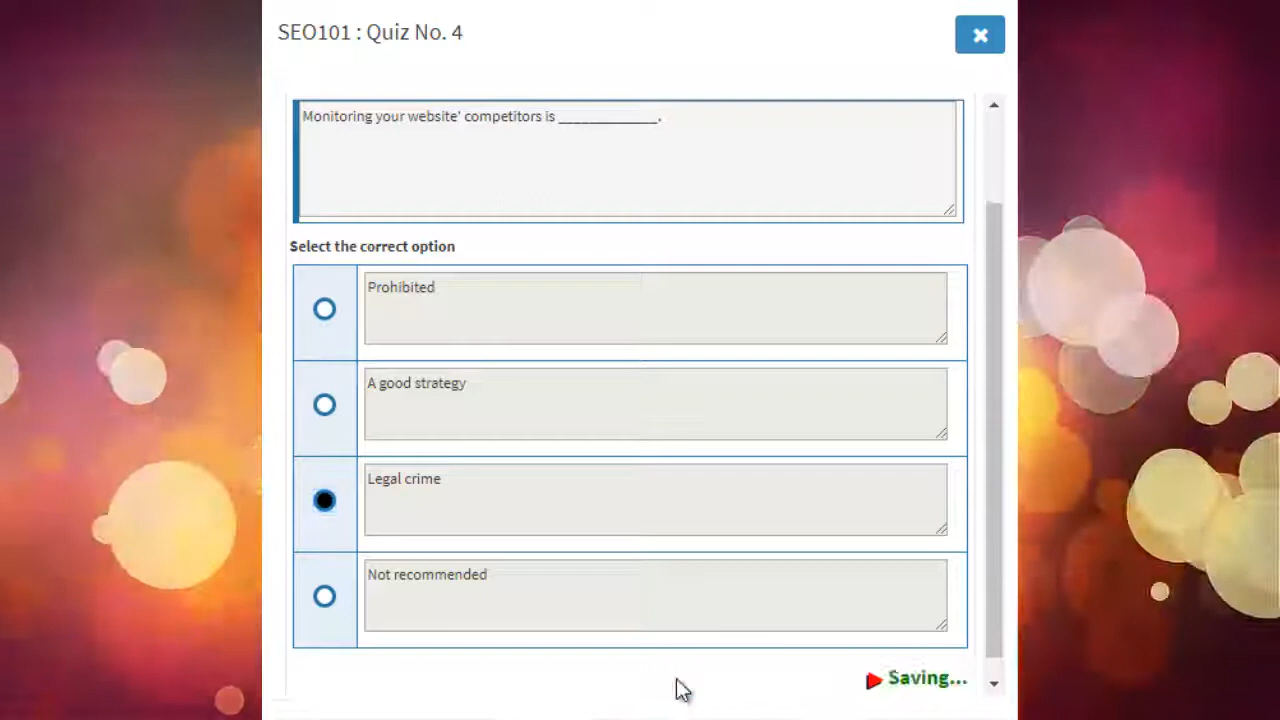 SEO101 : Quiz No. 4
Monitoring your website' competitors is _____________.
Select the correct option
Prohibited
A good strategy
Legal crime
Not recommended
Saving...